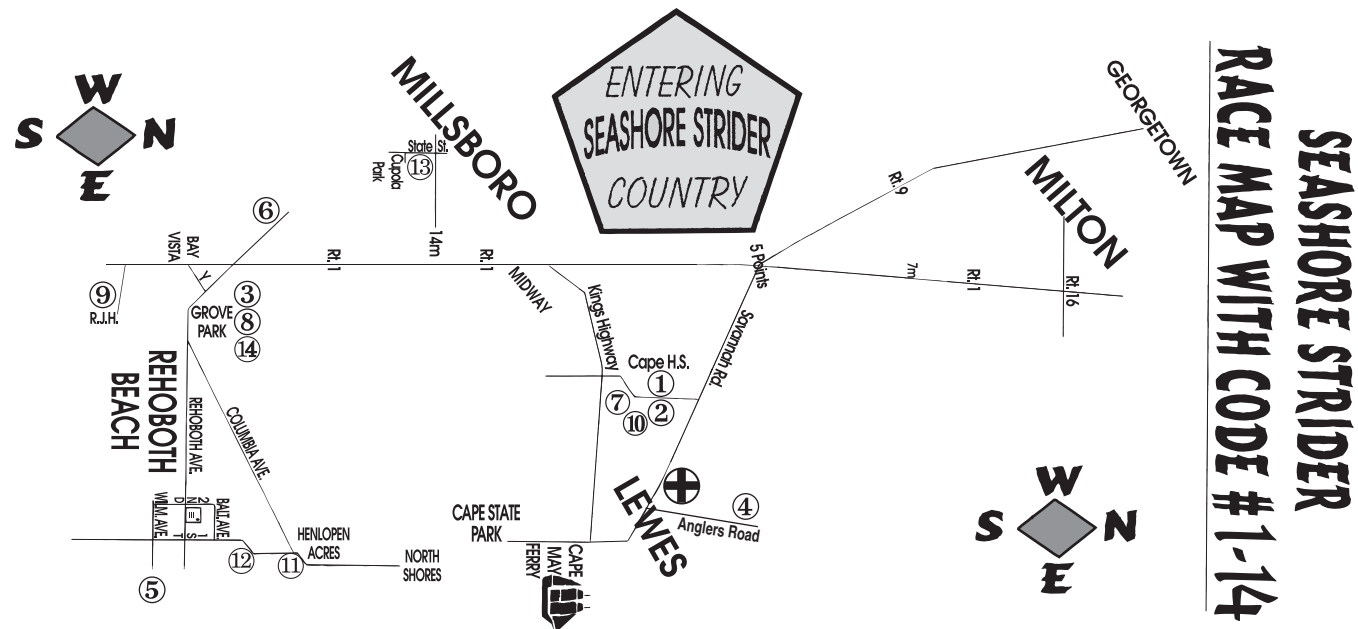 SEASHORE STRIDER
RACE MAP WITH CODE # 1-14
ENTERING
SEASHORE STRIDER
COUNTRY
W
S
N
E
MILLSBORO
State St.
13
Cupola
Park
14m
GEORGETOWN
MILTON
Rt. 9
Rt. 16
7m
Rt. 1
5 Points
6
BAY
VISTA
Y
Rt. 1
Rt. 1
MIDWAY
9
R.J.H.
3
GROVE
PARK
8
14
Kings Highway
Savannah Rd.
Cape H.S.
1
7
2
10
REHOBOTH
BEACH
REHOBOTH AVE.
COLUMBIA AVE.
WILM. AVE.
2
N
D
1
S
T
BALT. AVE.
HENLOPEN
ACRES
NORTH
SHORES
12
11
5
CAPE STATE
PARK
CAPE
MAY
FERRY
LEWES
4
Anglers Road
W
S
N
E